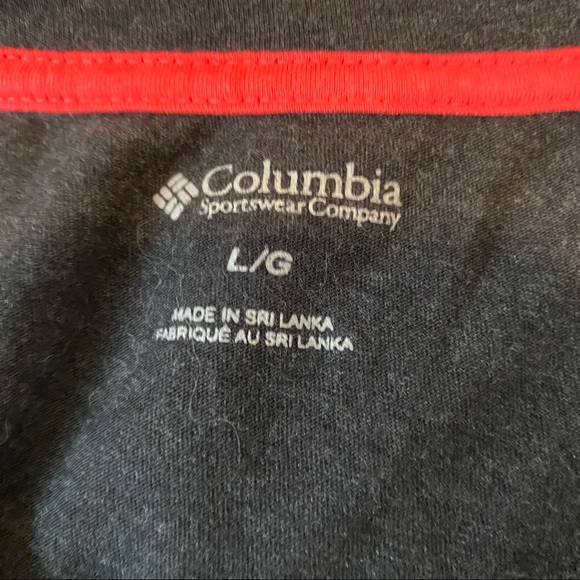 Columbia
Sportswear Company
L/G
MADE IN SRI LANKA
FABRIQUÉ AU SRI LANKA